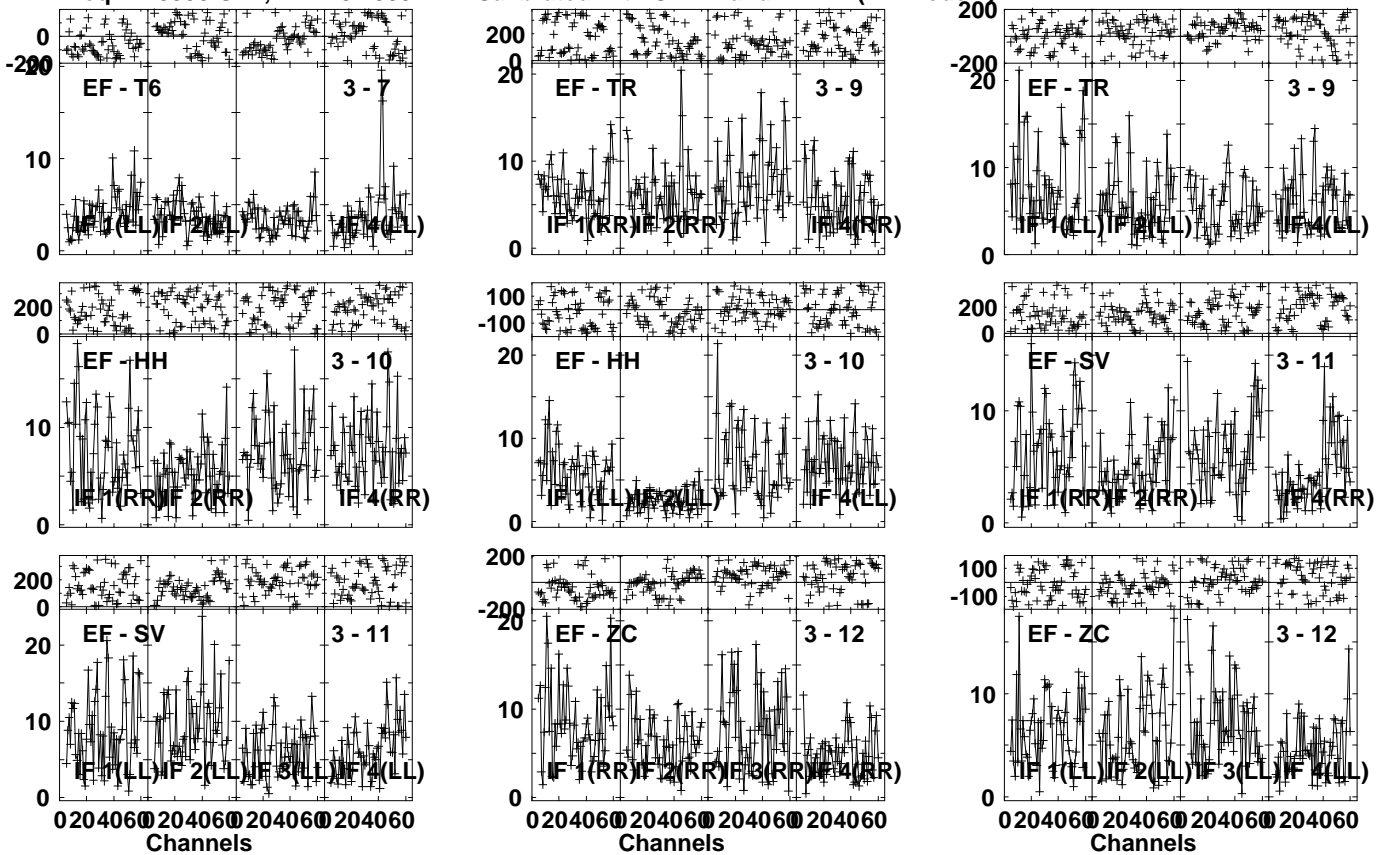 0
-200
20
EF - T6
3 - 7
10
IF 1(LL)
IF 2(LL)
IF 4(LL)
0
200
0
20
EF - TR
3 - 9
10
IF 1(RR)
IF 2(RR)
IF 4(RR)
0
200
-200
20
EF - TR
3 - 9
10
IF 1(LL)
IF 2(LL)
IF 4(LL)
0
200
0
EF - HH
3 - 10
10
IF 1(RR)
IF 2(RR)
IF 4(RR)
0
100
-100
20
EF - HH
3 - 10
10
IF 1(LL)
IF 2(LL)
IF 4(LL)
0
200
0
EF - SV
3 - 11
10
IF 1(RR)
IF 2(RR)
IF 4(RR)
0
200
0
20
EF - SV
3 - 11
10
IF 1(LL)
IF 2(LL)
IF 3(LL)
IF 4(LL)
0
0 20 40 60 0 20 40 60 0 20 40 60 0 20 40 60
Channels
200
-200
20
EF - ZC
3 - 12
10
IF 1(RR)
IF 2(RR)
IF 3(RR)
IF 4(RR)
0
0 20 40 60 0 20 40 60 0 20 40 60 0 20 40 60
Channels
100
-100
EF - ZC
3 - 12
10
IF 1(LL)
IF 2(LL)
IF 3(LL)
IF 4(LL)
0
0 20 40 60 0 20 40 60 0 20 40 60 0 20 40 60
Channels